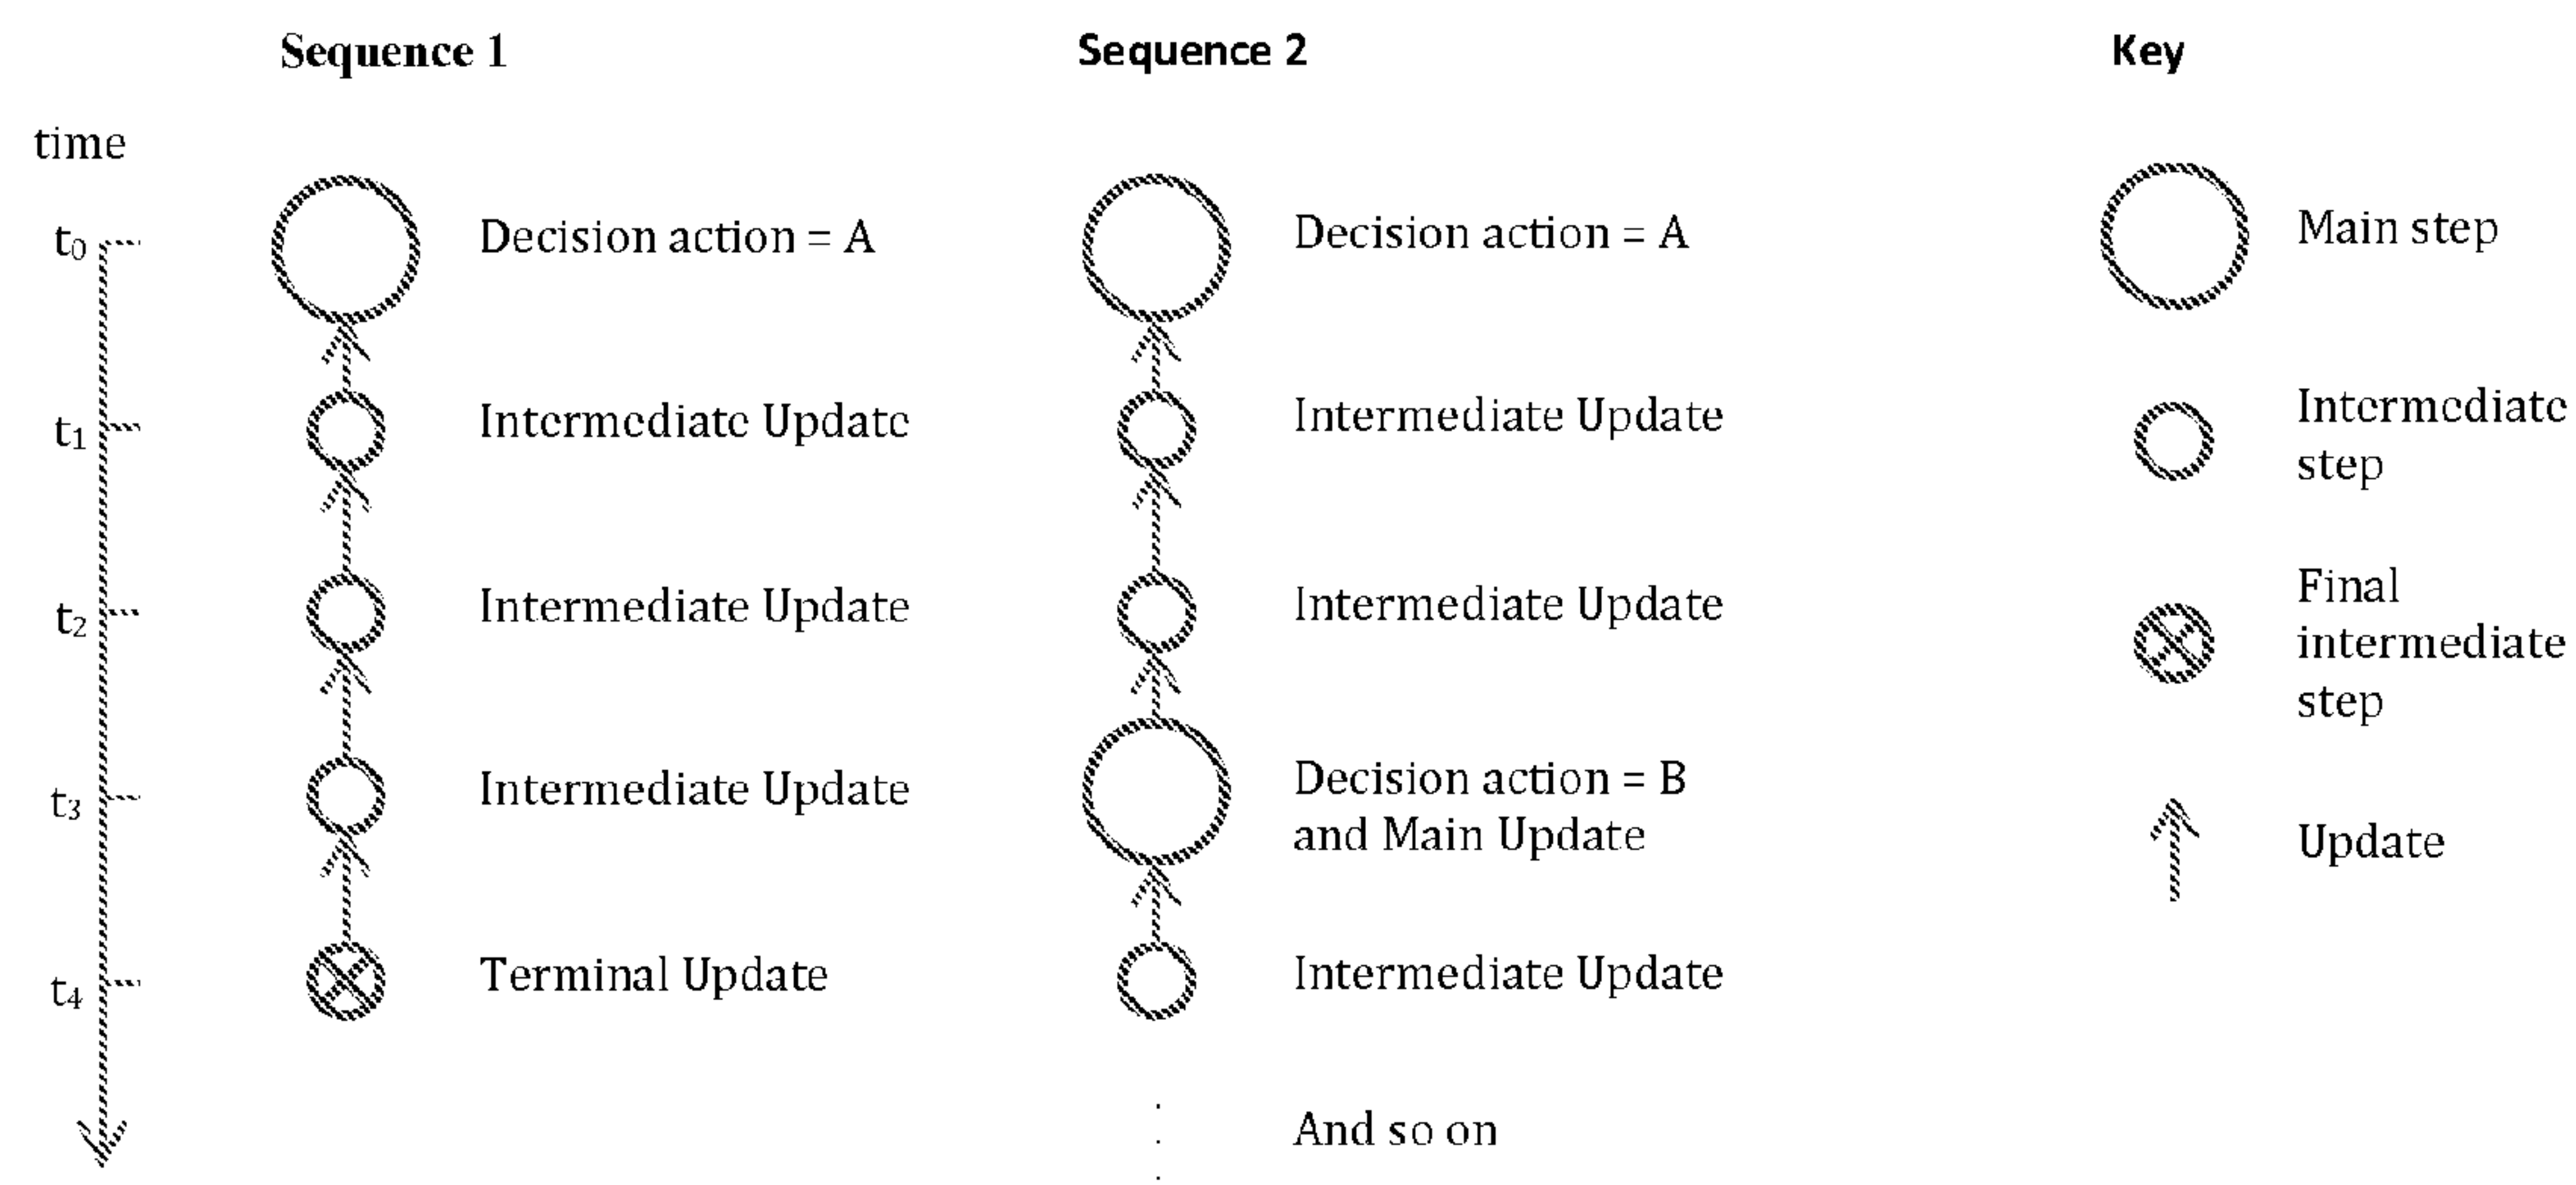 Sequence 1 Sequence 2 Key
time
t₀ Decision action = A Decision action = A Main step
t₁ Intermediate Update Intermediate Update Intermediate
step
t₂ Intermediate Update Intermediate Update Final
intermediate
step
t₃ Intermediate Update Decision action = B
and Main Update Update
t₄ Terminal Update Intermediate Update
And so on